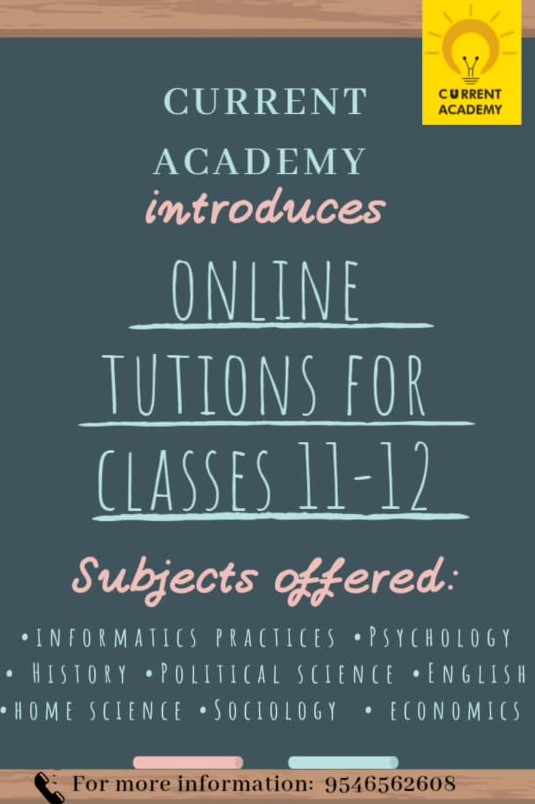 CURRENT
ACADEMY
CURRENT
ACADEMY
introduces
ONLINE
TUTIONS FOR
CLASSES 11-12
Subjects offered:
•INFORMATICS PRACTICES •PSYCHOLOGY
• HISTORY •POLITICAL SCIENCE •ENGLISH
•HOME SCIENCE •SOCIOLOGY • ECONOMICS
For more information: 9546562608